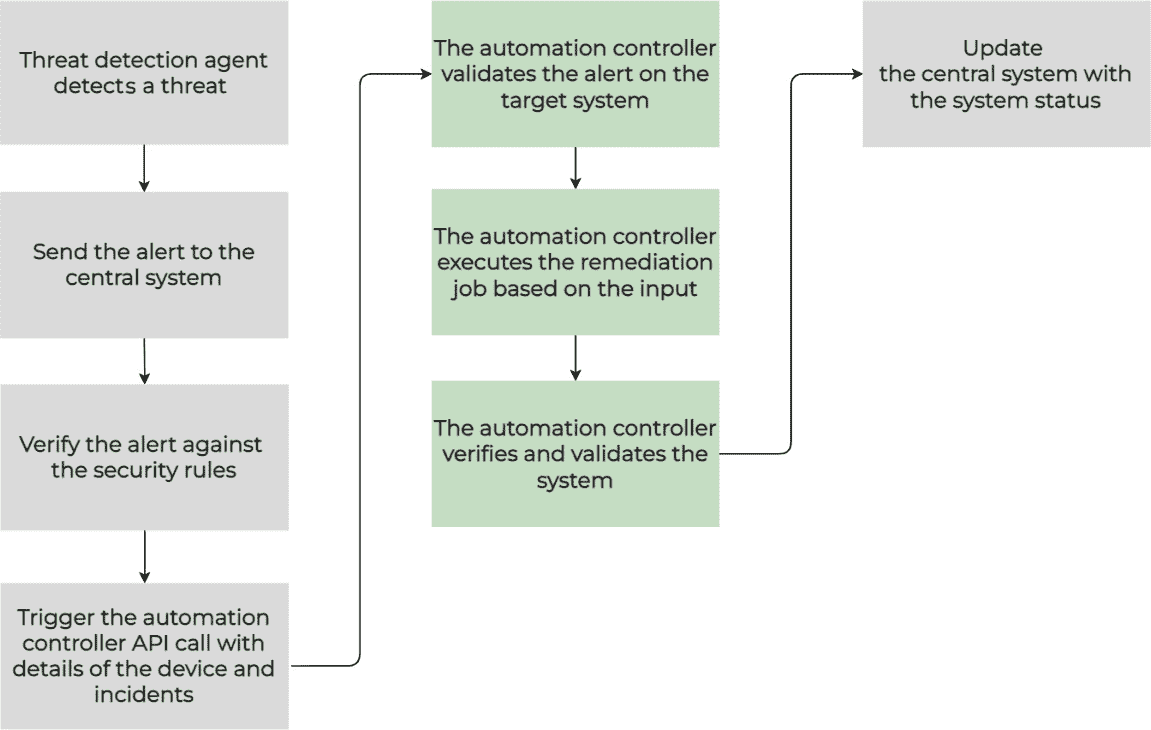 Threat detection agent
detects a threat
Send the alert to the
central system
Verify the alert against
the security rules
Trigger the automation
controller API call with
details of the device and
incidents
The automation controller
validates the alert on the
target system
The automation controller
executes the remediation
job based on the input
The automation controller
verifies and validates the
system
Update
the central system with
the system status